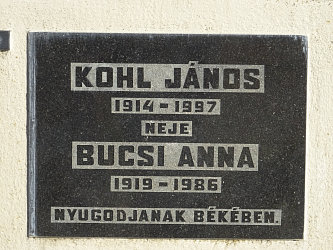 KOHL JÁNOS
1914-1997
NEJE
BUCSI ANNA
1919-1986
NYUGODJANAK BÉKÉBEN.